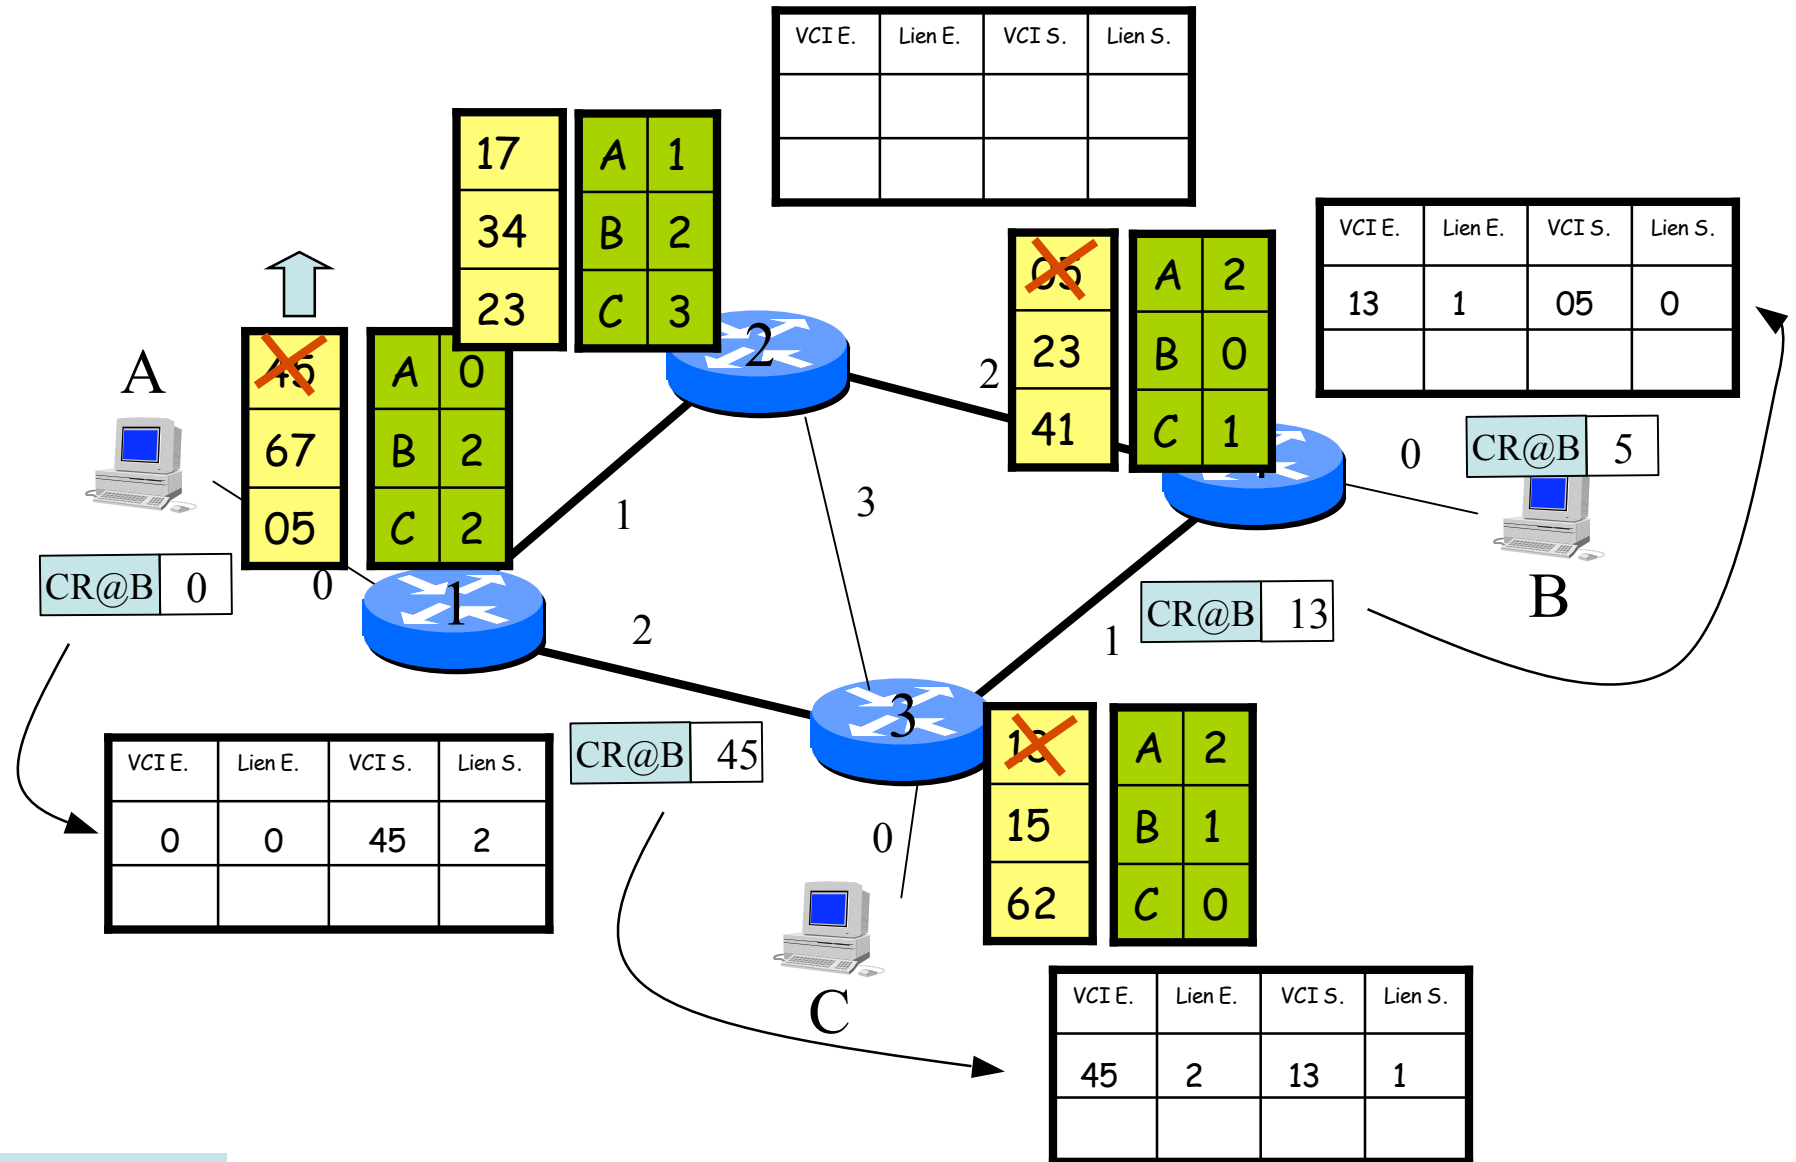 VCI E. Lien E. VCI S. Lien S.
17 A 1
34 B 2
23 C 3
VCI E. Lien E. VCI S. Lien S.
13 1 05 0
05 A 2
23 B 0
41 C 1
45 A 0
67 B 2
05 C 2
A
2
2
0
CR@B 5
1
3
CR@B 0
0
1
B
CR@B 13
2
1
3
CR@B 45
VCI E. Lien E. VCI S. Lien S.
0 0 45 2
13 A 2
15 B 1
62 C 0
0
C
VCI E. Lien E. VCI S. Lien S.
45 2 13 1